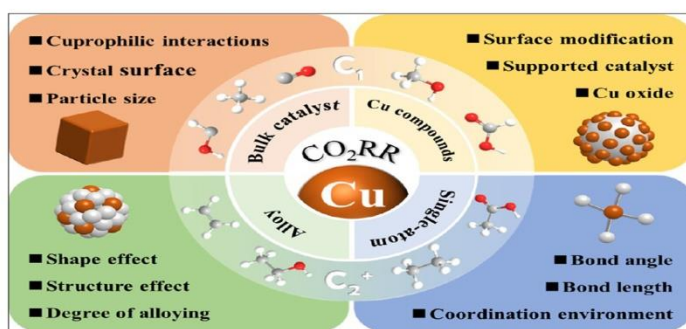 ■ Cuprophilic interactions
■ Crystal surface
■ Particle size
■ Surface modification
■ Supported catalyst
■ Cu oxide
C₁
Bulk catalyst
Cu compounds
CO₂RR
Cu
Alloy
Single-atom
C₂⁺
■ Shape effect
■ Structure effect
■ Degree of alloying
■ Bond angle
■ Bond length
■ Coordination environment